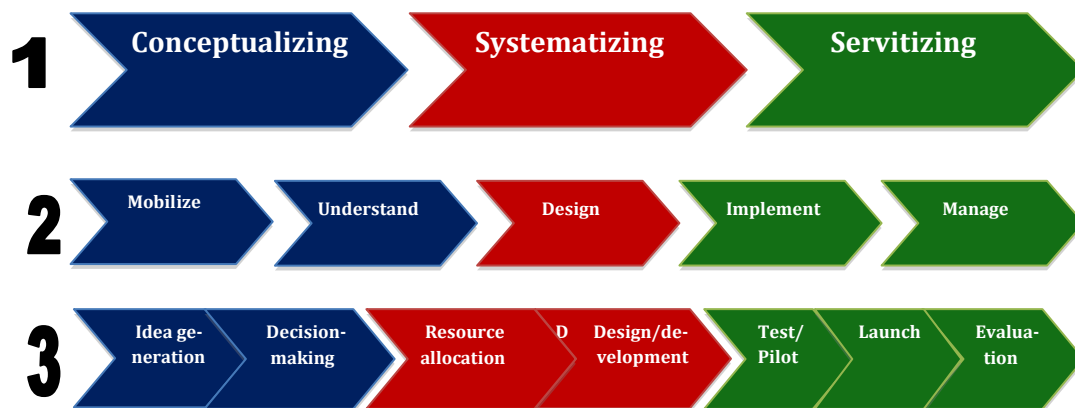 1 Conceptualizing Systematizing Servitizing
2 Mobilize Understand Design Implement Manage
3 Idea ge- Decision- Resource D Design/de- Test/ Launch Evalua-
neration making allocation velopment Pilot tion